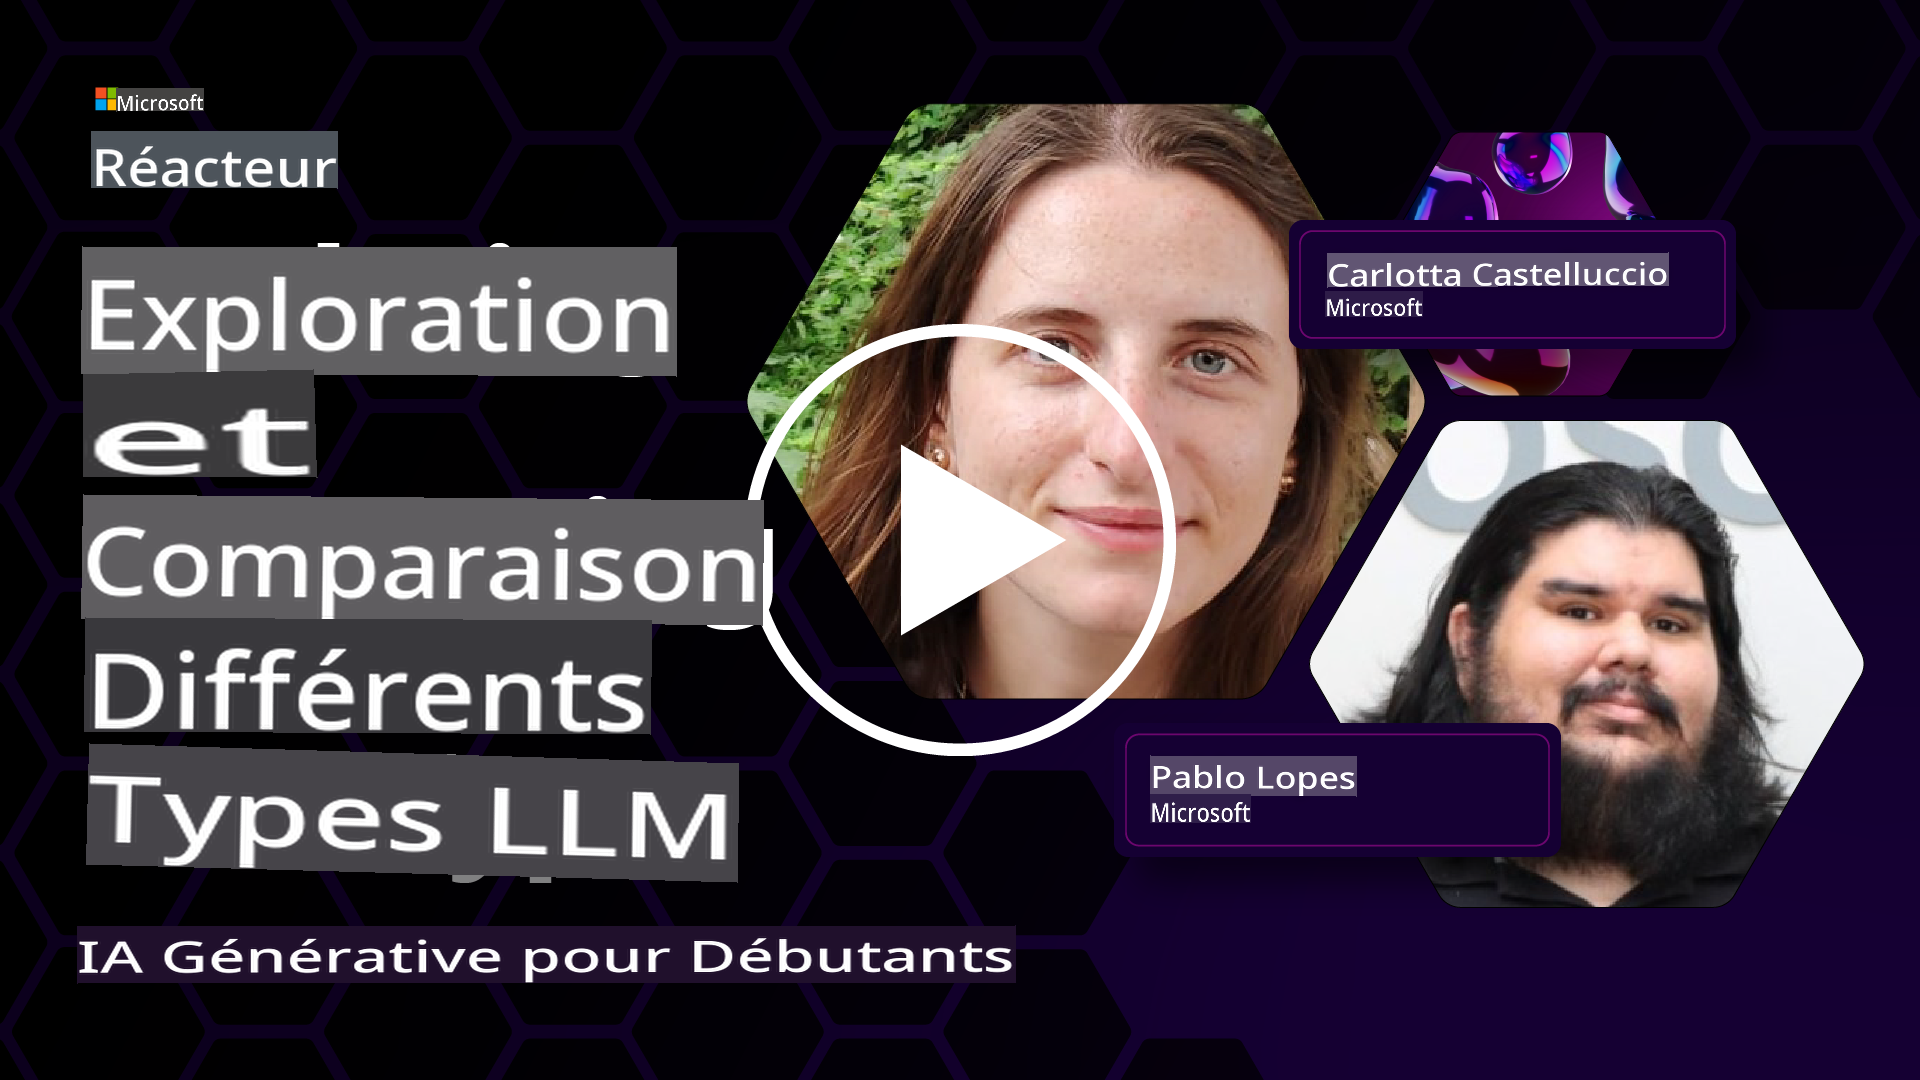 Microsoft
Réacteur
Exploration
et
Comparaison
Différents
Types LLM
IA Générative pour Débutants
Carlotta Castelluccio
Microsoft
Pablo Lopes
Microsoft